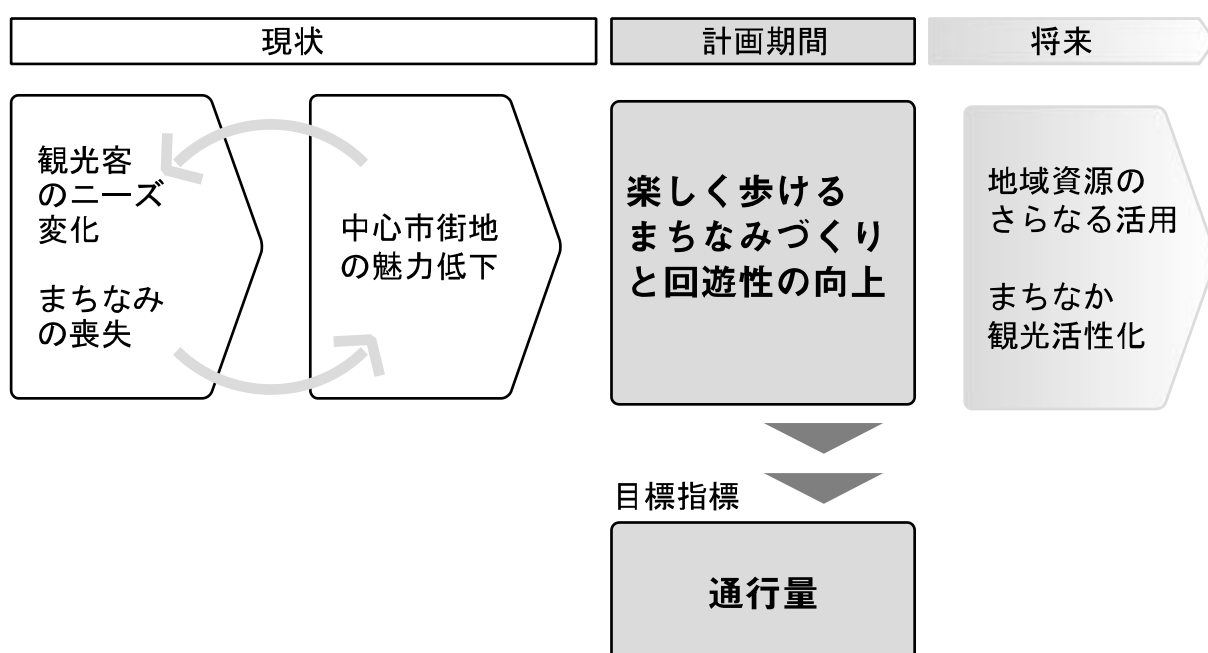 現状
計画期間
将来
観光客
のニーズ
変化
まちなみ
の喪失
中心市街地
の魅力低下
楽しく歩ける
まちなみづくり
と回遊性の向上
地域資源の
さらなる活用
まちなか
観光活性化
目標指標
通行量